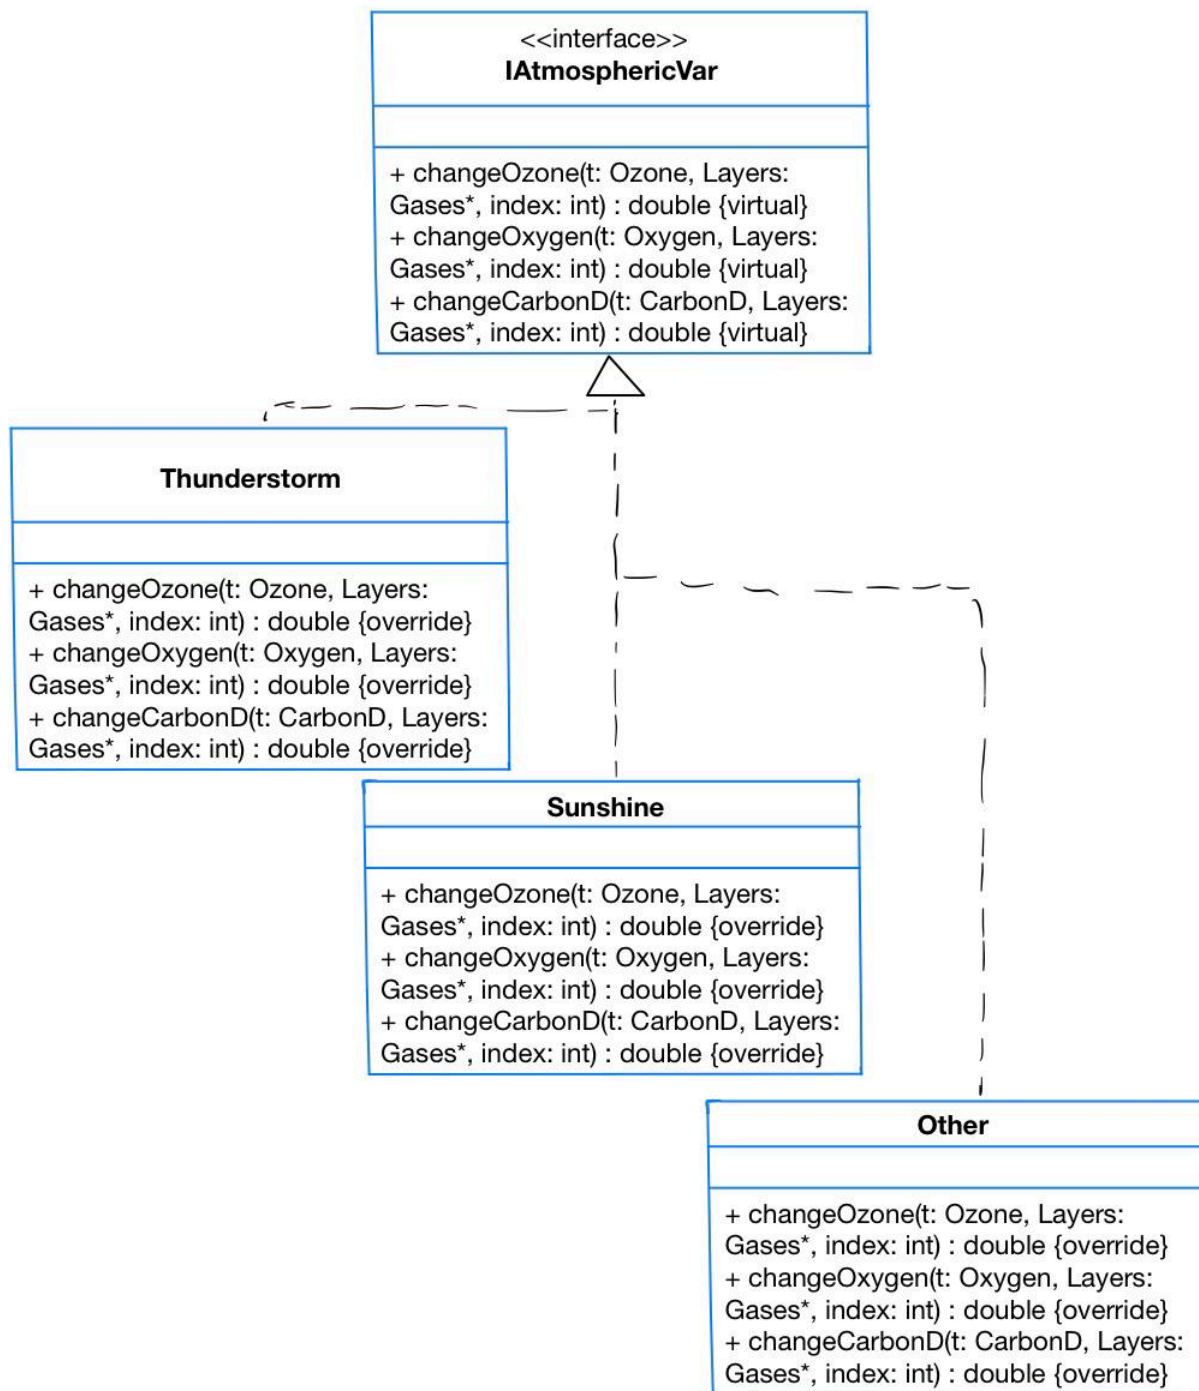 <<interface>>
IAtmosphericVar
+ changeOzone(t: Ozone, Layers:
Gases*, index: int) : double {virtual}
+ changeOxygen(t: Oxygen, Layers:
Gases*, index: int) : double {virtual}
+ changeCarbonD(t: CarbonD, Layers:
Gases*, index: int) : double {virtual}
Thunderstorm
+ changeOzone(t: Ozone, Layers:
Gases*, index: int) : double {override}
+ changeOxygen(t: Oxygen, Layers:
Gases*, index: int) : double {override}
+ changeCarbonD(t: CarbonD, Layers:
Gases*, index: int) : double {override}
Sunshine
+ changeOzone(t: Ozone, Layers:
Gases*, index: int) : double {override}
+ changeOxygen(t: Oxygen, Layers:
Gases*, index: int) : double {override}
+ changeCarbonD(t: CarbonD, Layers:
Gases*, index: int) : double {override}
Other
+ changeOzone(t: Ozone, Layers:
Gases*, index: int) : double {override}
+ changeOxygen(t: Oxygen, Layers:
Gases*, index: int) : double {override}
+ changeCarbonD(t: CarbonD, Layers:
Gases*, index: int) : double {override}